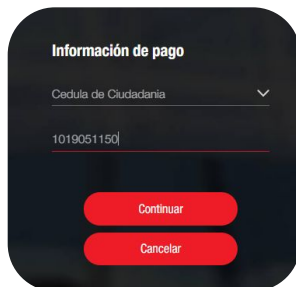 Información de pago
Cedula de Ciudadania
1019051150
Continuar
Cancelar